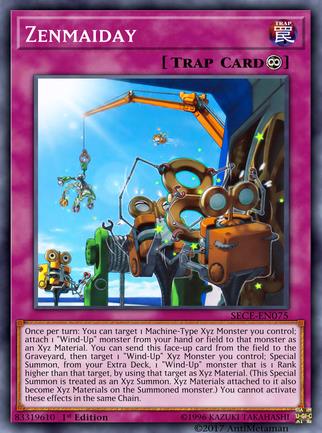 Zenmaiday
TRAP
罠
[Trap Card
]
SECE-EN075
Once per turn: You can target 1 Machine-Type Xyz Monster you control;
attach 1 "Wind-Up" monster from your hand or field to that monster as
an Xyz Material. You can send this face-up card from the field to the
Graveyard, then target 1 "Wind-Up" Xyz Monster you control; Special
Summon, from your Extra Deck, 1 "Wind-Up" monster that is 1 Rank
higher than that target, by using that target as Xyz Material. (This Special
Summon is treated as an Xyz Summon. Xyz Materials attached to it also
become Xyz Materials on the Summoned monster.) You cannot activate
these effects in the same Chain.
83319610 1st Edition ©1996 KAZUKI TAKAHASHI
©2017 AntiMetaman